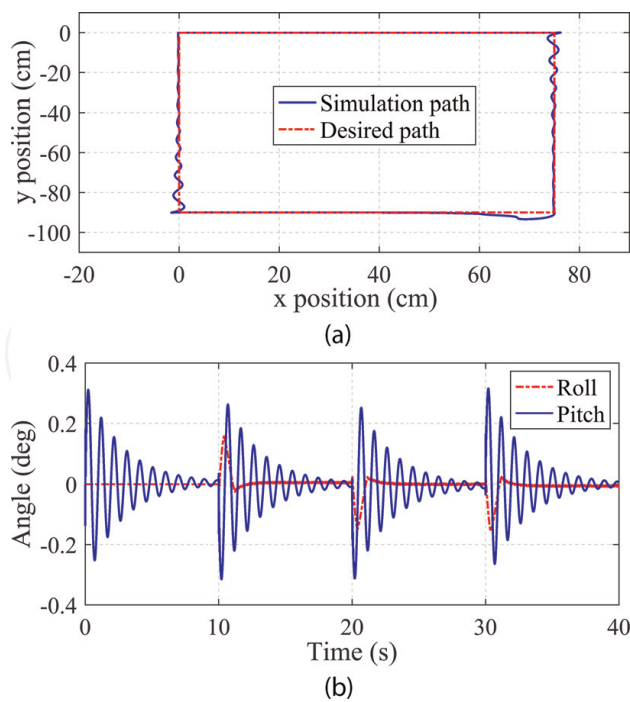 0
-20
-40
-60
-80
-100
y position (cm)
Simulation path
Desired path
-20 0 20 40 60 80
x position (cm)
(a)
0.4
0.2
0
-0.2
-0.4
Angle (deg)
Roll
Pitch
0 10 20 30 40
Time (s)
(b)